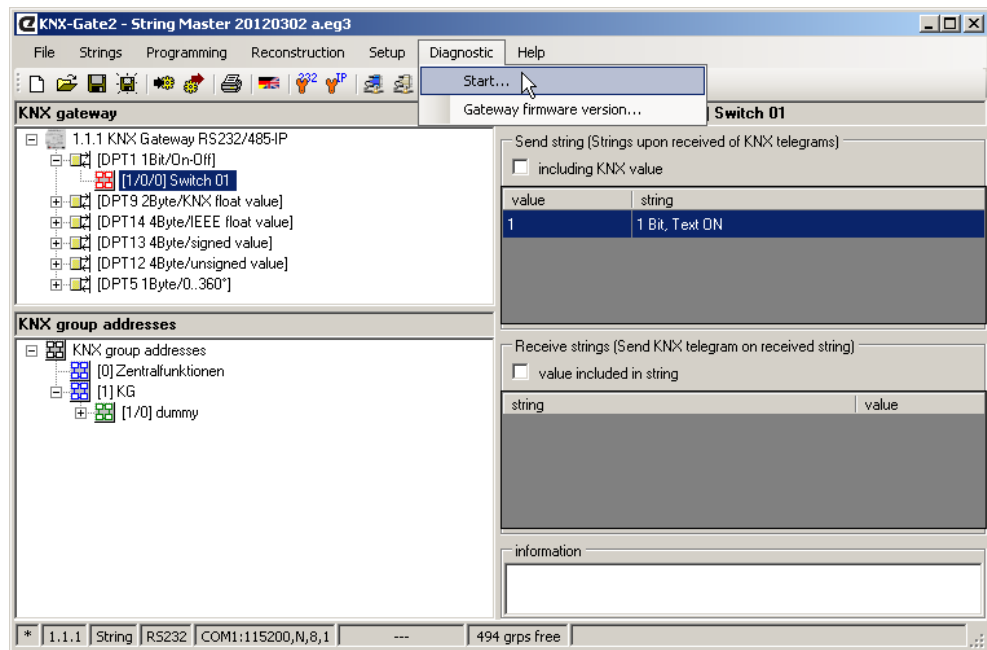 KNX-Gate2 - String Master 20120302 a.eg3
File Strings Programming Reconstruction Setup Diagnostic Help
232 IP
Start...
Gateway firmware version...
KNX gateway
Switch 01
1.1.1 KNX Gateway RS232/485-IP
[DPT1 1Bit/On-Off]
[1/0/0] Switch 01
[DPT9 2Byte/KNX float value]
[DPT14 4Byte/IEEE float value]
[DPT13 4Byte/signed value]
[DPT12 4Byte/unsigned value]
[DPT5 1Byte/0..360°]
KNX group addresses
KNX group addresses
[0] Zentralfunktionen
[1] KG
[1/0] dummy
Send string (Strings upon received of KNX telegrams)
including KNX value
value string
1 1 Bit, Text ON
Receive strings (Send KNX telegram on received string)
value included in string
string value
information
* 1.1.1 String RS232 COM1:115200,N,8,1 --- 494 grps free